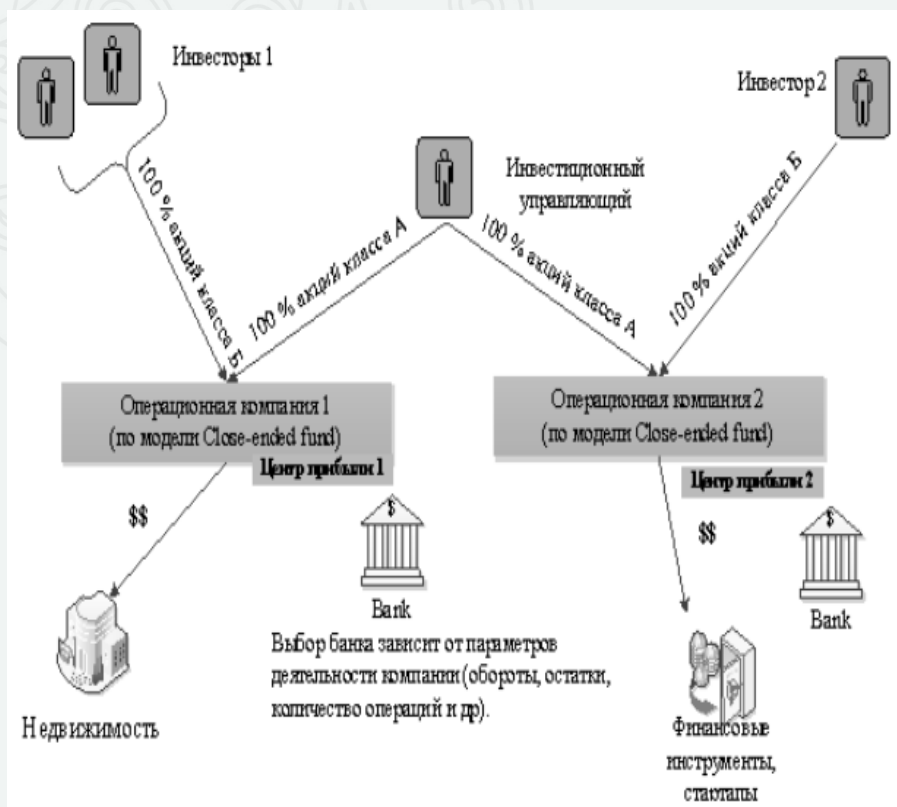 Инвесторы 1
Инвестор 2
Инвестиционный
управляющий
100 % акций класса Б
100 % акций класса А
100 % акций класса А
100 % акций класса Б
Операционная компания 1
(по модели Close-ended fund)
Центр прибыли 1
Операционная компания 2
(по модели Close-ended fund)
Центр прибыли 2
$$
$
Bank
$$
$
Bank
Выбор банка зависит от параметров
деятельности компании (обороты, остатки,
количество операций и др).
Недвижимость
Финансовые
инструменты,
стартапы